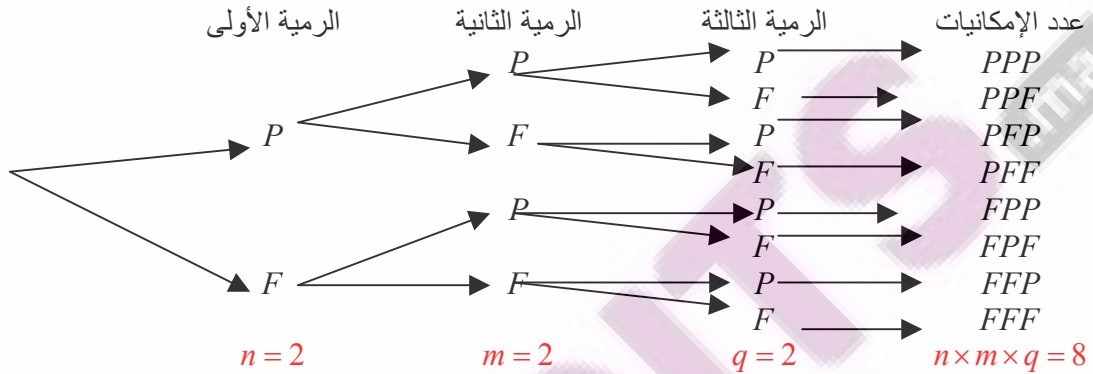 الرمية الأولى الرمية الثانية الرمية الثالثة عدد الإمكانيات
P P PPP
F PPF
P F P PFP
F PFF
P P FPP
F FPF
F F P FFP
F FFF
n = 2 m = 2 q = 2 n × m × q = 8